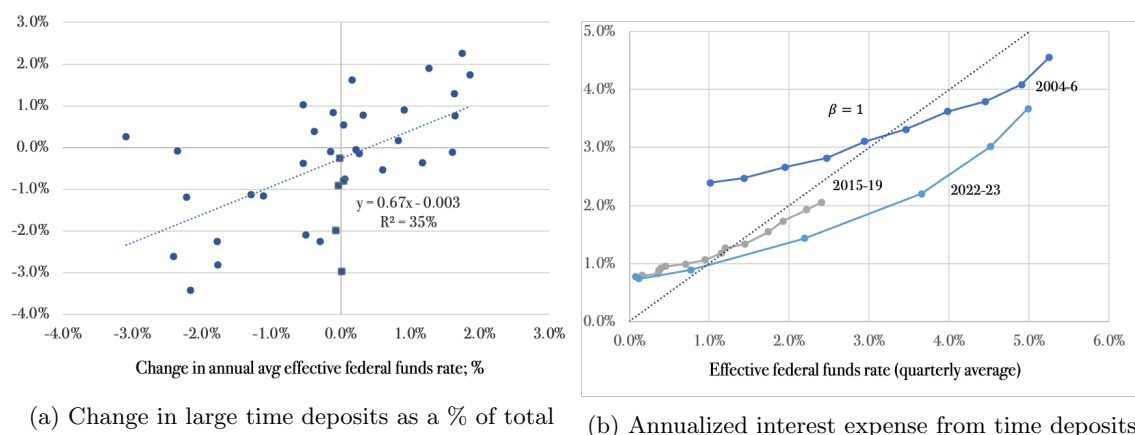 3.0%
2.0%
1.0%
0.0%
-1.0%
-2.0%
-3.0%
-4.0%
y = 0.67x - 0.003
R² = 35%
-4.0% -3.0% -2.0% -1.0% 0.0% 1.0% 2.0% 3.0%
Change in annual avg effective federal funds rate; %
(a) Change in large time deposits as a % of total
5.0%
4.0%
3.0%
2.0%
1.0%
0.0%
2004-6
β = 1
2015-19
2022-23
0.0% 1.0% 2.0% 3.0% 4.0% 5.0% 6.0%
Effective federal funds rate (quarterly average)
(b) Annualized interest expense from time deposits